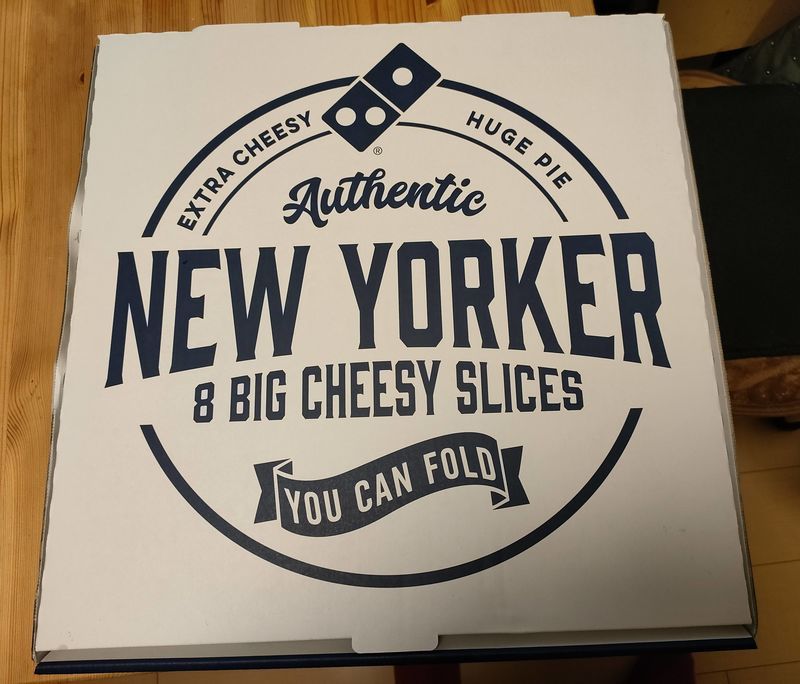 EXTRA CHEESY
HUGE PIE
®
Authentic
NEW YORKER
8 BIG CHEESY SLICES
YOU CAN FOLD